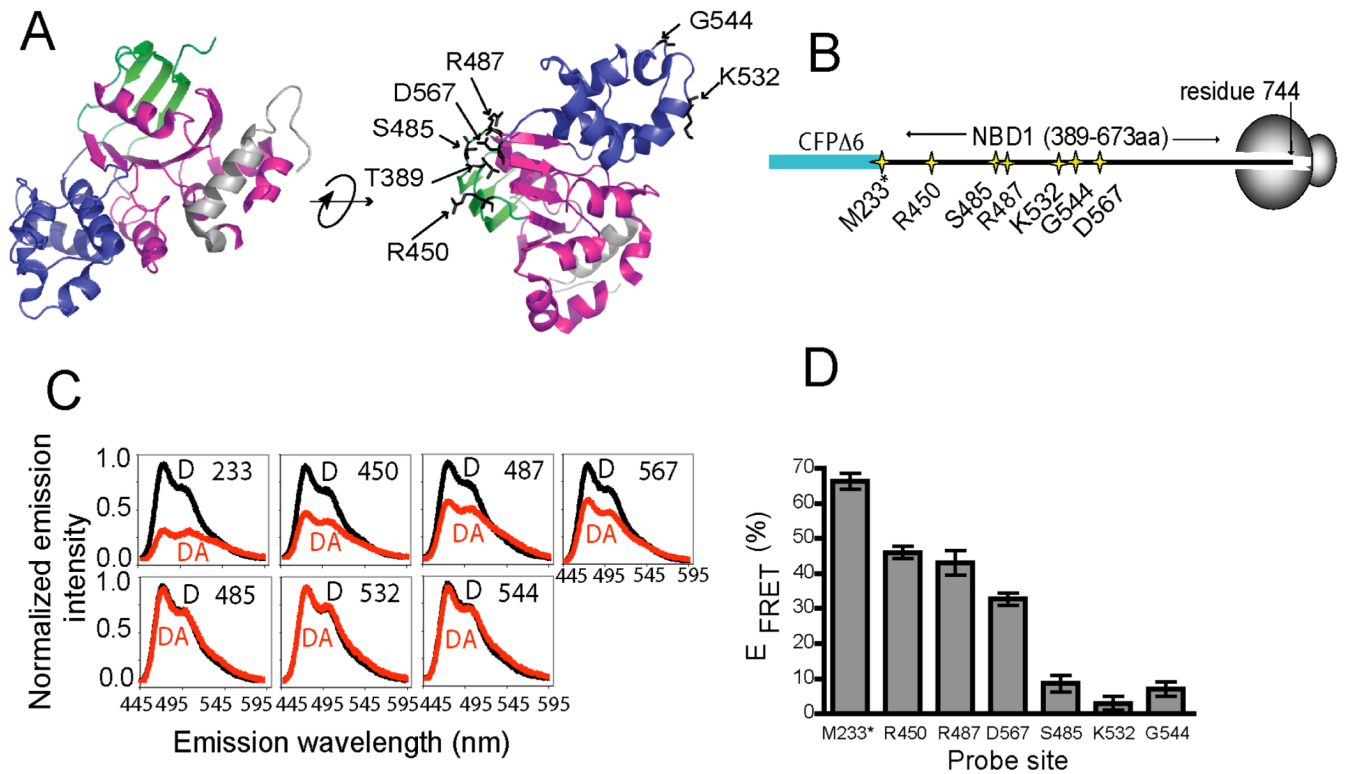 A
R487
D567
S485
T389
R450
G544
K532
B
residue 744
CFPΔ6
NBD1 (389-673aa)
M233*
R450
S485
R487
K532
G544
D567
C
Normalized emission
intensity
1.0
0.5
0.0
D 233
DA
D 450
DA
D 487
DA
D 567
DA
445 495 545 595
1.0
0.5
0.0
D 485
DA
D 532
DA
D 544
DA
445 495 545 595
445 495 545 595
445 495 545 595
Emission wavelength (nm)
D
E FRET (%)
70
60
50
40
30
20
10
0
M233* R450 R487 D567 S485 K532 G544
Probe site